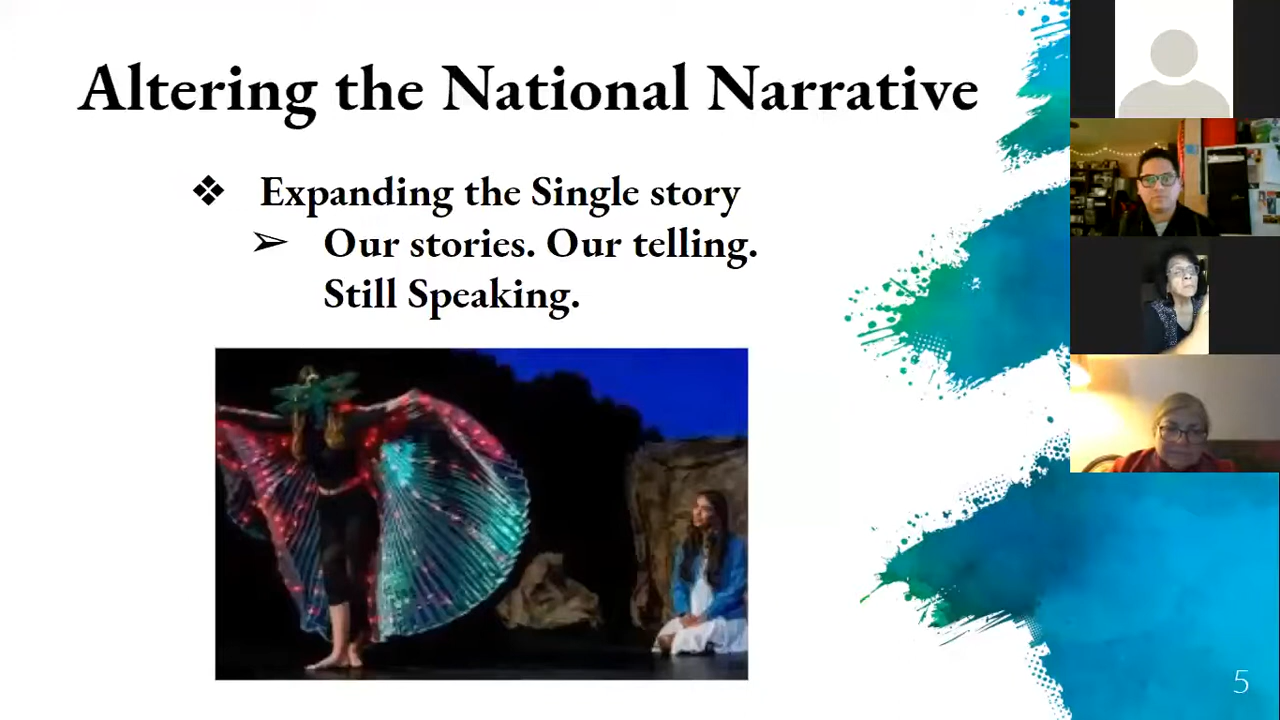 Altering the National Narrative
❖ Expanding the Single story
➢ Our stories. Our telling.
Still Speaking.
5